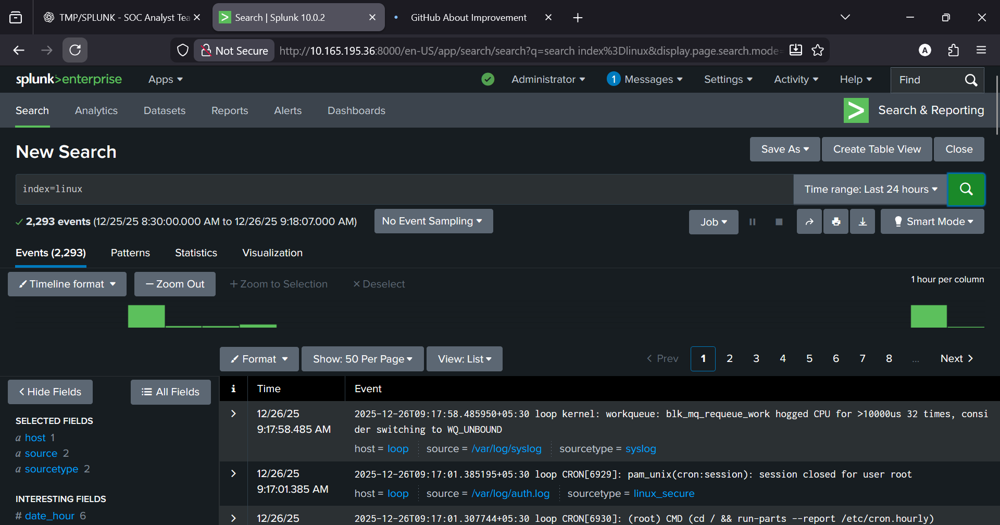 TMP/SPLUNK - SOC Analyst Tea
Search | Splunk 10.0.2
GitHub About Improvement
Not Secure
http://10.165.195.36:8000/en-US/app/search/search?q=search index%3Dlinux&display.page.search.mode=
A
splunk>enterprise
Apps
Administrator
1 Messages
Settings
Activity
Help
Find
Search
Analytics
Datasets
Reports
Alerts
Dashboards
Search & Reporting
New Search
Save As
Create Table View
Close
index=linux
Time range: Last 24 hours
2,293 events (12/25/25 8:30:00.000 AM to 12/26/25 9:18:07.000 AM)
No Event Sampling
Job
Smart Mode
Events (2,293)
Patterns
Statistics
Visualization
Timeline format
Zoom Out
+ Zoom to Selection
× Deselect
1 hour per column
Format
Show: 50 Per Page
View: List
< Prev
1
2
3
4
5
6
7
8
...
Next >
< Hide Fields
All Fields
i
Time
Event
SELECTED FIELDS
a host 1
a source 2
a sourcetype 2
INTERESTING FIELDS
# date_hour 6
12/26/25
9:17:58.485 AM
2025-12-26T09:17:58.485950+05:30 loop kernel: workqueue: blk_mq_requeue_work hogged CPU for >10000us 32 times, consi
der switching to WQ_UNBOUND
host = loop
source = /var/log/syslog
sourcetype = syslog
12/26/25
9:17:01.385 AM
2025-12-26T09:17:01.385195+05:30 loop CRON[6929]: pam_unix(cron:session): session closed for user root
host = loop
source = /var/log/auth.log
sourcetype = linux_secure
12/26/25
2025-12-26T09:17:01.307744+05:30 loop CRON[6930]: (root) CMD (cd / && run-parts --report /etc/cron.hourly)